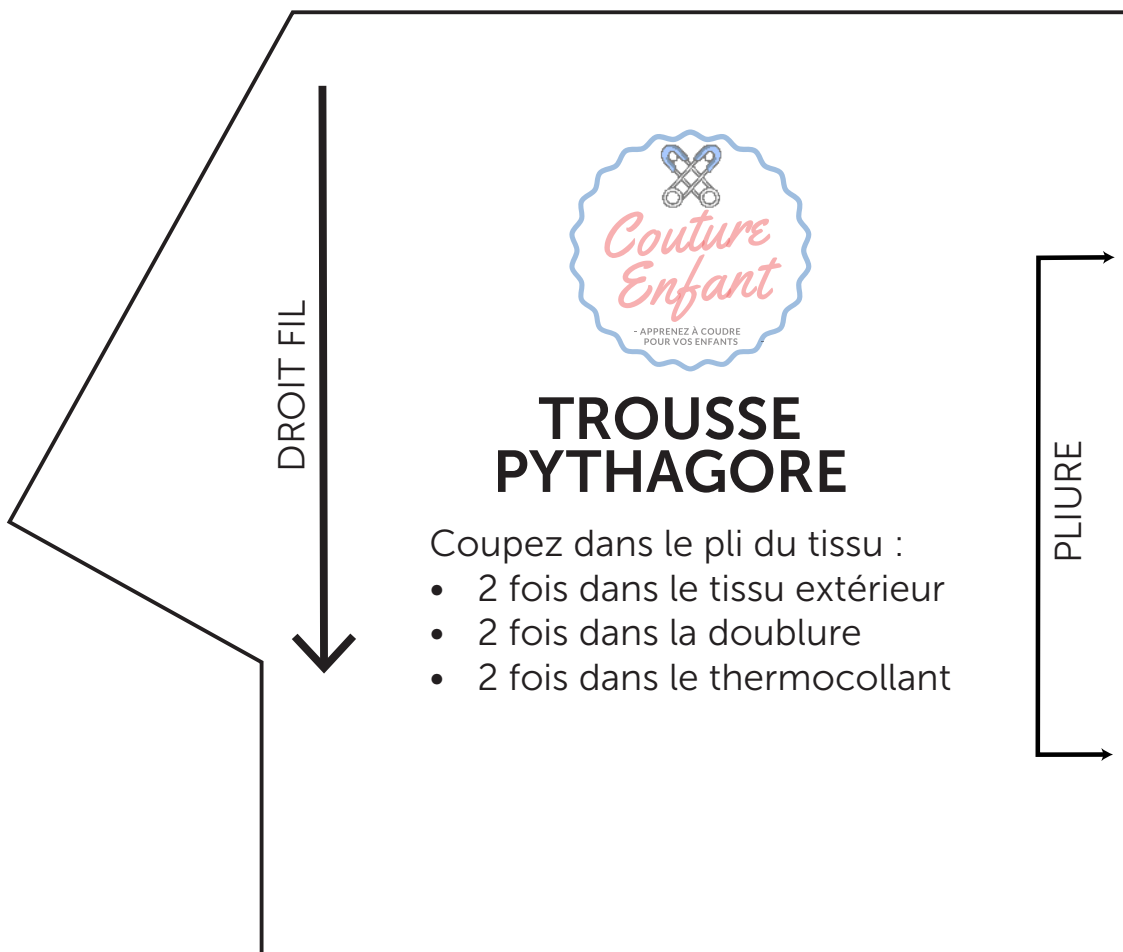 Couture
Enfant
- APPRENEZ À COUDRE
POUR VOS ENFANTS -
DROIT FIL
TROUSSE
PYTHAGORE
PLIURE
Coupez dans le pli du tissu :
• 2 fois dans le tissu extérieur
• 2 fois dans la doublure
• 2 fois dans le thermocollant